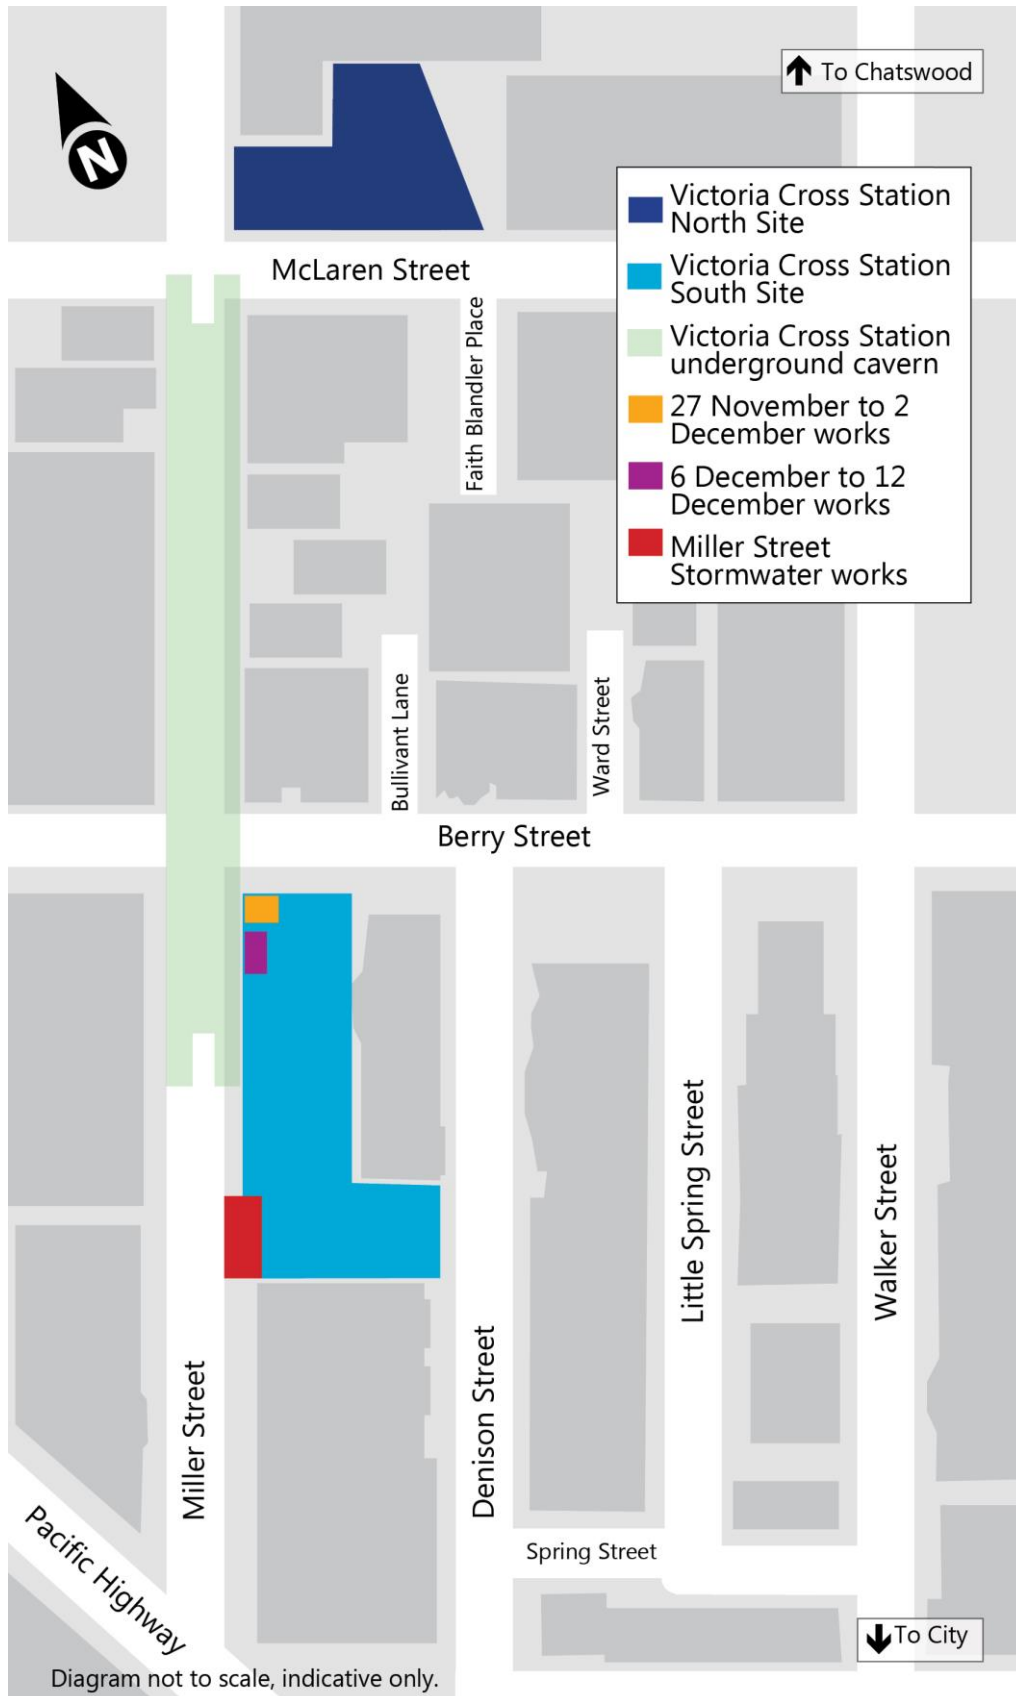 To Chatswood
N
Victoria Cross Station
North Site
Victoria Cross Station
South Site
Victoria Cross Station
underground cavern
27 November to 2
December works
6 December to 12
December works
Miller Street
Stormwater works
McLaren Street
Faith Blandler Place
Bullivant Lane
Ward Street
Berry Street
Little Spring Street
Walker Street
Denison Street
Miller Street
Pacific Highway
Spring Street
To City
Diagram not to scale, indicative only.